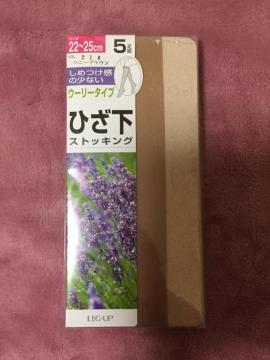 サイズ
22~25cm
5足組
COL. 214
ハニーブラウン
しめつけ感
の少ない
ウーリータイプ
ひざ下
ストッキング
LEG-UP